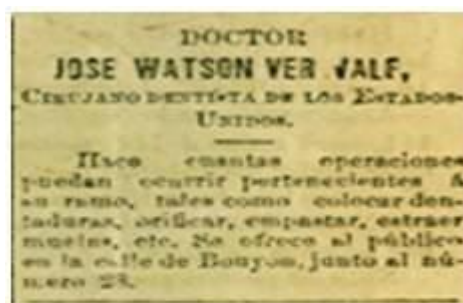 DOCTOR
JOSE WATSON VER VALF,
CIRUJANO DENTISTA DE LOS ESTADOS-
UNIDOS.
Hace cuantas operaciones
puedan ocurrir pertenecientes á
su ramo, tales como colocar den-
taduras, orificar, empastar, estraer
muelas, etc. Se ofrece al público
en la calle de Bouyon, junto al nú-
mero 23.